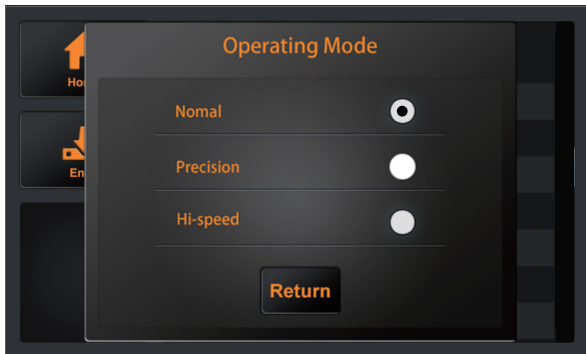 Operating Mode
Nomal
Precision
Hi-speed
Return